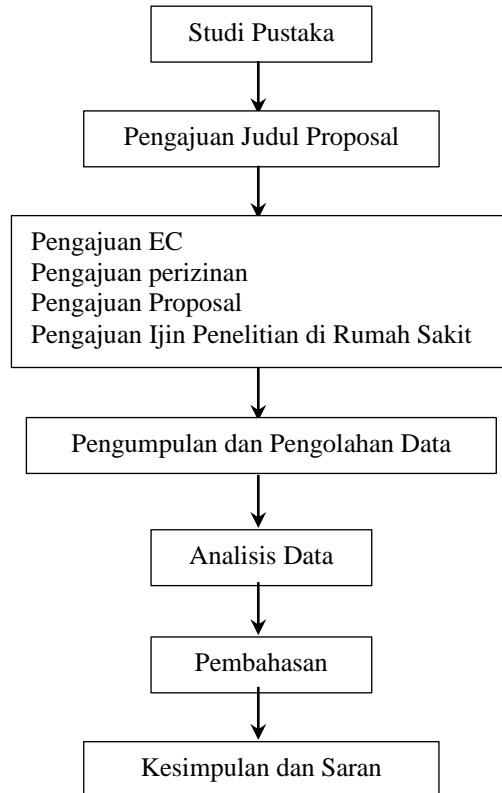 Studi Pustaka
Pengajuan Judul Proposal
Pengajuan EC
Pengajuan perizinan
Pengajuan Proposal
Pengajuan Ijin Penelitian di Rumah Sakit
Pengumpulan dan Pengolahan Data
Analisis Data
Pembahasan
Kesimpulan dan Saran